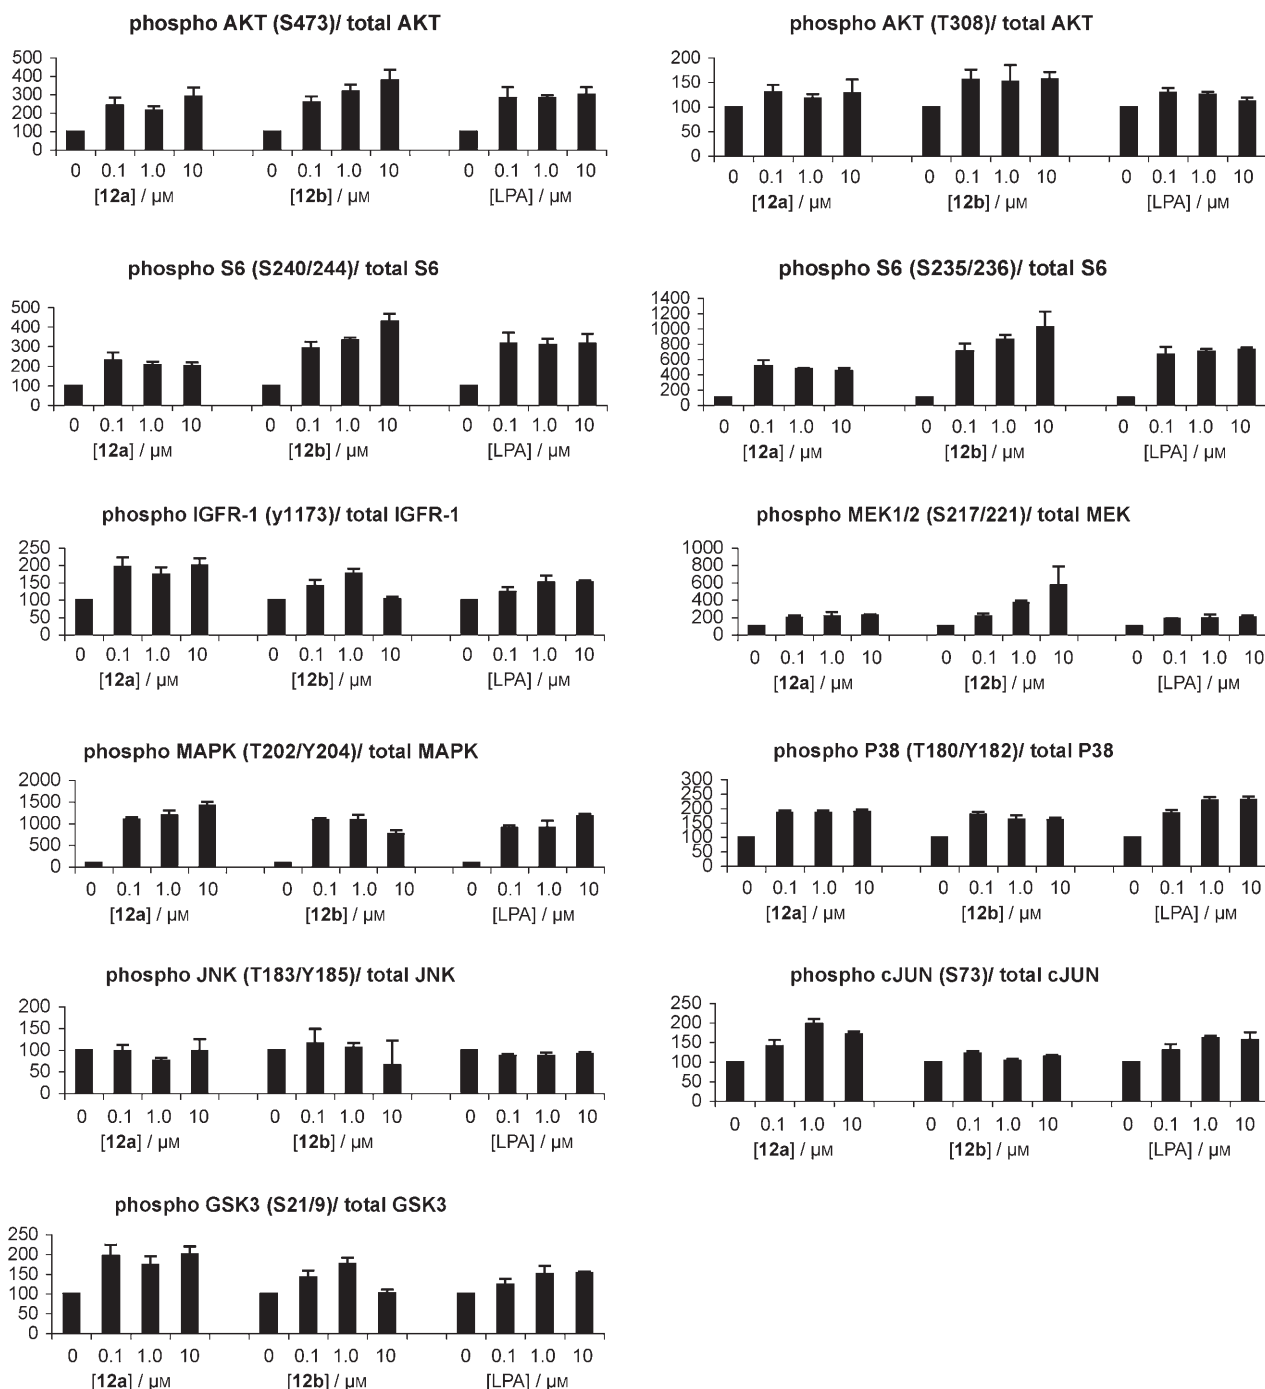 phospho AKT (S473)/ total AKT
500
400
300
200
100
0
0 0.1 1.0 10 0 0.1 1.0 10 0 0.1 1.0 10
[12a] / µM [12b] / µM [LPA] / µM
phospho AKT (T308)/ total AKT
200
150
100
50
0
0 0.1 1.0 10 0 0.1 1.0 10 0 0.1 1.0 10
[12a] / µM [12b] / µM [LPA] / µM
phospho S6 (S240/244)/ total S6
500
400
300
200
100
0
0 0.1 1.0 10 0 0.1 1.0 10 0 0.1 1.0 10
[12a] / µM [12b] / µM [LPA] / µM
phospho S6 (S235/236)/ total S6
1400
1200
1000
800
600
400
200
0
0 0.1 1.0 10 0 0.1 1.0 10 0 0.1 1.0 10
[12a] / µM [12b] / µM [LPA] / µM
phospho IGFR-1 (y1173)/ total IGFR-1
250
200
150
100
50
0
0 0.1 1.0 10 0 0.1 1.0 10 0 0.1 1.0 10
[12a] / µM [12b] / µM [LPA] / µM
phospho MEK1/2 (S217/221)/ total MEK
1000
800
600
400
200
0
0 0.1 1.0 10 0 0.1 1.0 10 0 0.1 1.0 10
[12a] / µM [12b] / µM [LPA] / µM
phospho MAPK (T202/Y204)/ total MAPK
2000
1500
1000
500
0
0 0.1 1.0 10 0 0.1 1.0 10 0 0.1 1.0 10
[12a] / µM [12b] / µM [LPA] / µM
phospho P38 (T180/Y182)/ total P38
300
250
200
150
100
50
0
0 0.1 1.0 10 0 0.1 1.0 10 0 0.1 1.0 10
[12a] / µM [12b] / µM [LPA] / µM
phospho JNK (T183/Y185)/ total JNK
200
150
100
50
0
0 0.1 1.0 10 0 0.1 1.0 10 0 0.1 1.0 10
[12a] / µM [12b] / µM [LPA] / µM
phospho cJUN (S73)/ total cJUN
250
200
150
100
50
0
0 0.1 1.0 10 0 0.1 1.0 10 0 0.1 1.0 10
[12a] / µM [12b] / µM [LPA] / µM
phospho GSK3 (S21/9)/ total GSK3
250
200
150
100
50
0
0 0.1 1.0 10 0 0.1 1.0 10 0 0.1 1.0 10
[12a] / µM [12b] / µM [LPA] / µM